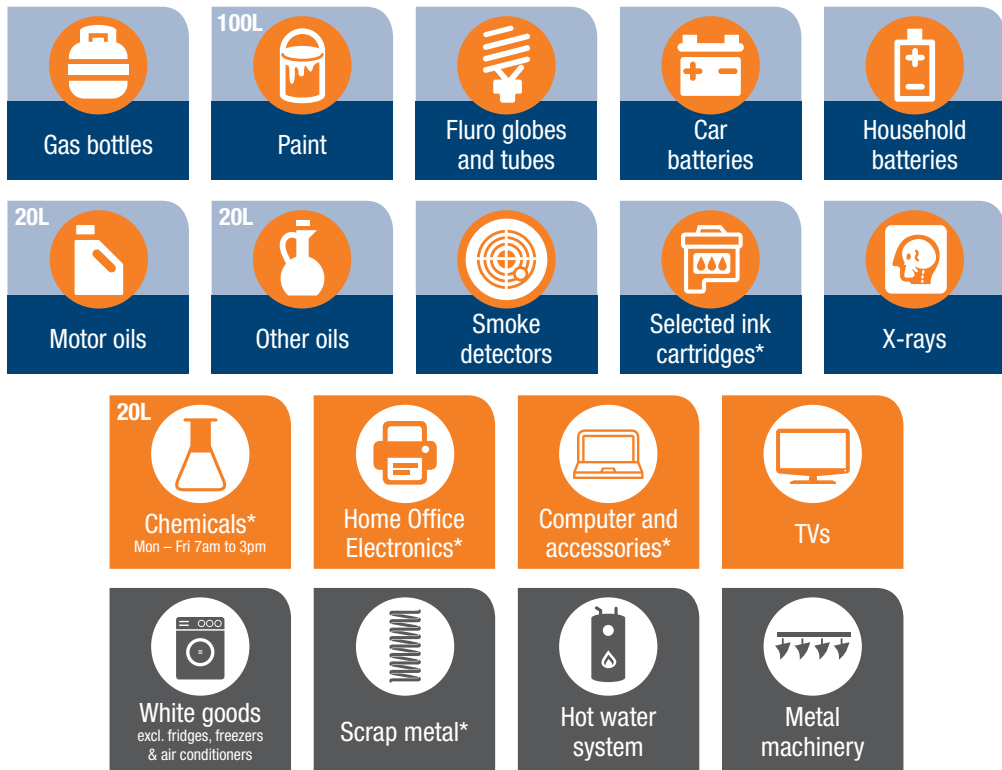 100L
Gas bottles
Paint
Fluro globes
and tubes
Car
batteries
Household
batteries
20L
Motor oils
20L
Other oils
Smoke
detectors
Selected ink
cartridges*
X-rays
20L
Chemicals*
Mon – Fri 7am to 3pm
Home Office
Electronics*
Computer and
accessories*
TVs
White goods
excl. fridges, freezers
& air conditioners
Scrap metal*
Hot water
system
Metal
machinery